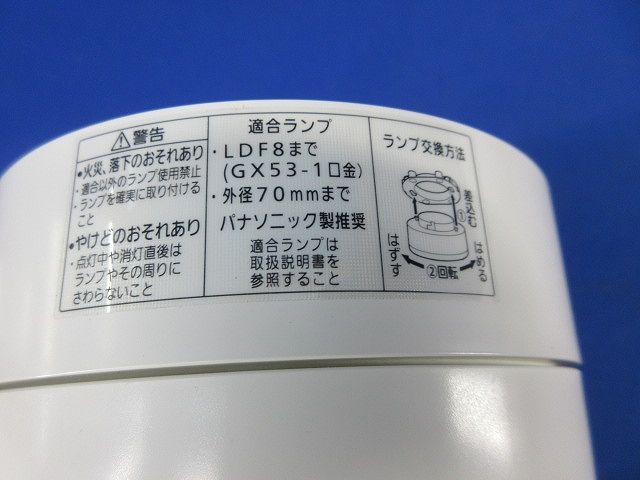 ⚠警告
•火災、落下のおそれあり
・適合以外のランプ使用禁止
・ランプを確実に取り付ける
こと
•やけどのおそれあり
・点灯中や消灯直後は
ランプやその周りに
さわらないこと
適合ランプ
・LDF8まで
(GX53-1口金)
・外径70mmまで
パナソニック製推奨
適合ランプは
取扱説明書を
参照すること
ランプ交換方法
①差込む
はずす
②回転
はめる